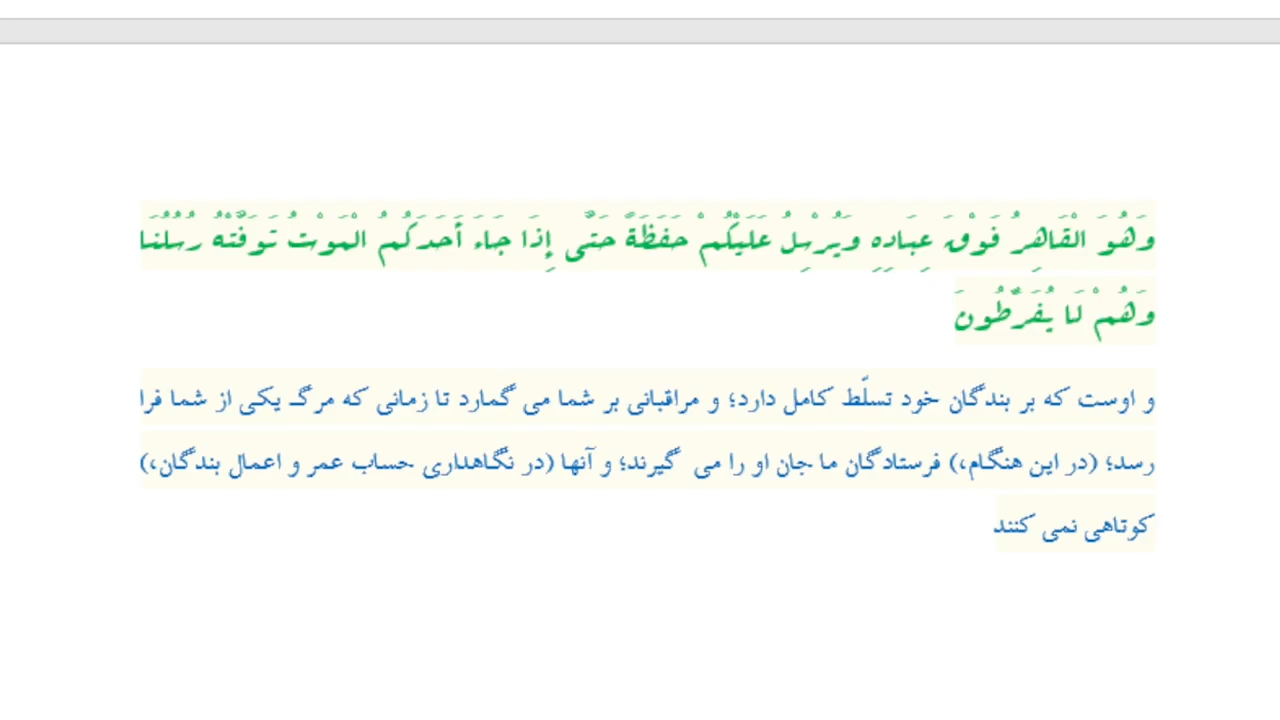 وَهُوَ الْقَاهِرُ فَوْقَ عِبَادِهِ وَيُرْسِلُ عَلَيْكُمْ حَفَظَةً حَتَّى إِذَا جَاءَ أَحَدَكُمُ الْمَوْتُ تَوَفَّتْهُ رُسُلُنَا
وَهُمْ لَا يُفَرِّطُونَ
و اوست که بر بندگان خود تسلّط کامل دارد؛ و مراقبانی بر شما می گمارد تا زمانی که مرگ یکی از شما فرا
رسد؛ (در این هنگام،) فرستادگان ما جان او را می گیرند؛ و آنها (در نگاهداری حساب عمر و اعمال بندگان،)
کوتاهی نمی کنند